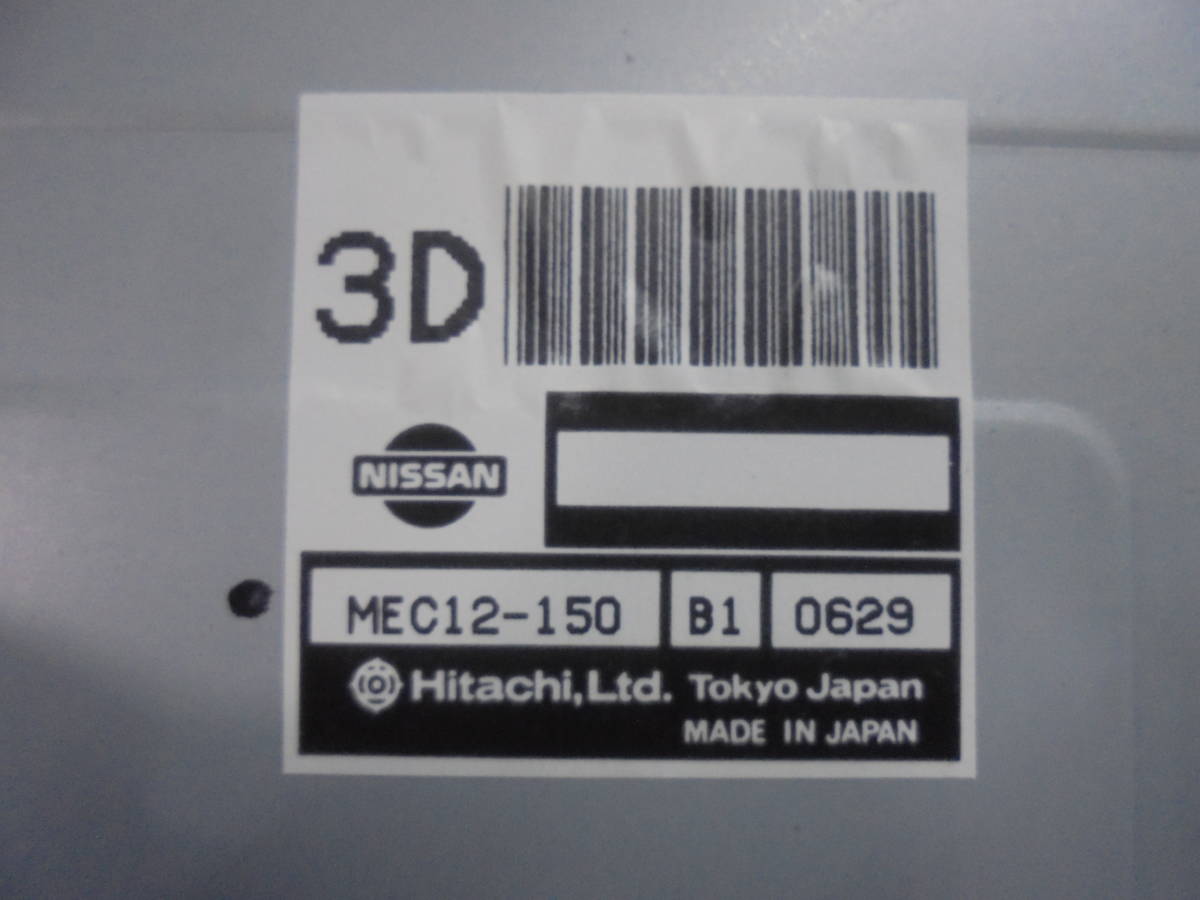 3D
NISSAN
MEC12-150 B1 0629
Hitachi, Ltd. Tokyo Japan
MADE IN JAPAN